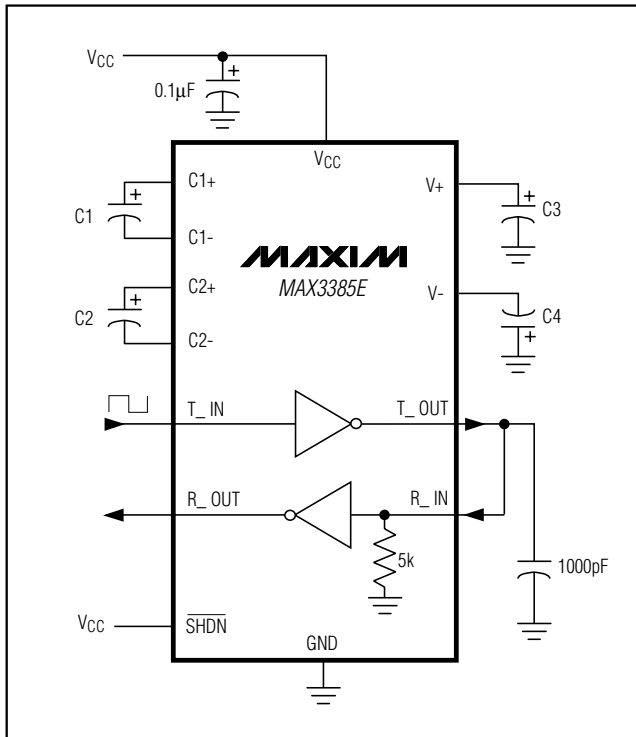 VCC
0.1µF
VCC
C1+
V+
C1
C3
C1-
MAXIM
MAX3385E
C2+
V-
C2
C4
C2-
T_ IN
T_ OUT
R_ OUT
R_ IN
5k
1000pF
VCC
SHDN
GND